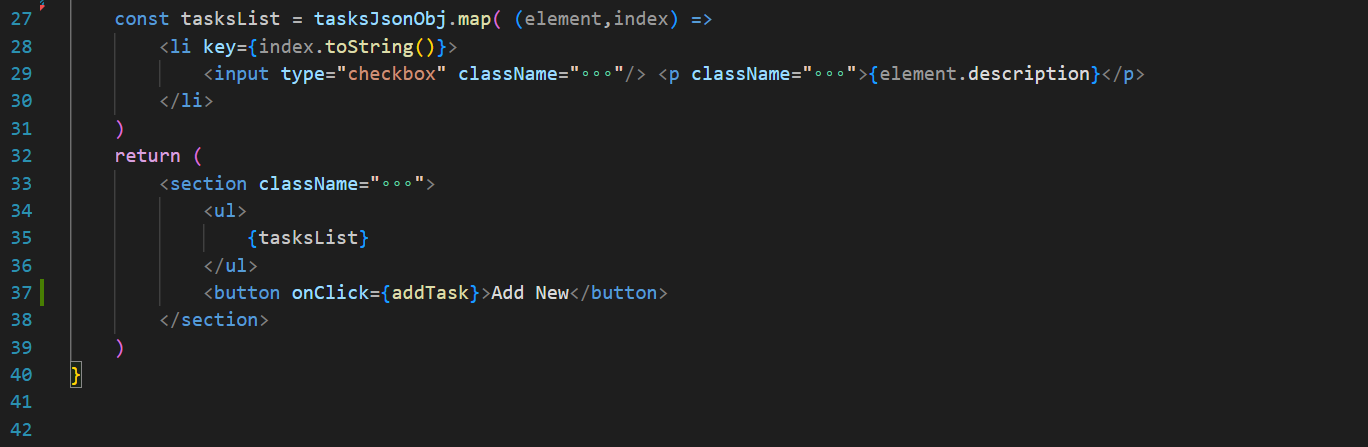 27 const tasksList = tasksJsonObj.map( (element,index) =>
28 <li key={index.toString()}>
29 <input type="checkbox" className="∘∘∘"/> <p className="∘∘∘">{element.description}</p>
30 </li>
31 )
32 return (
33 <section className="∘∘∘">
34 <ul>
35 {tasksList}
36 </ul>
37 <button onClick={addTask}>Add New</button>
38 </section>
39 )
40 }
41
42